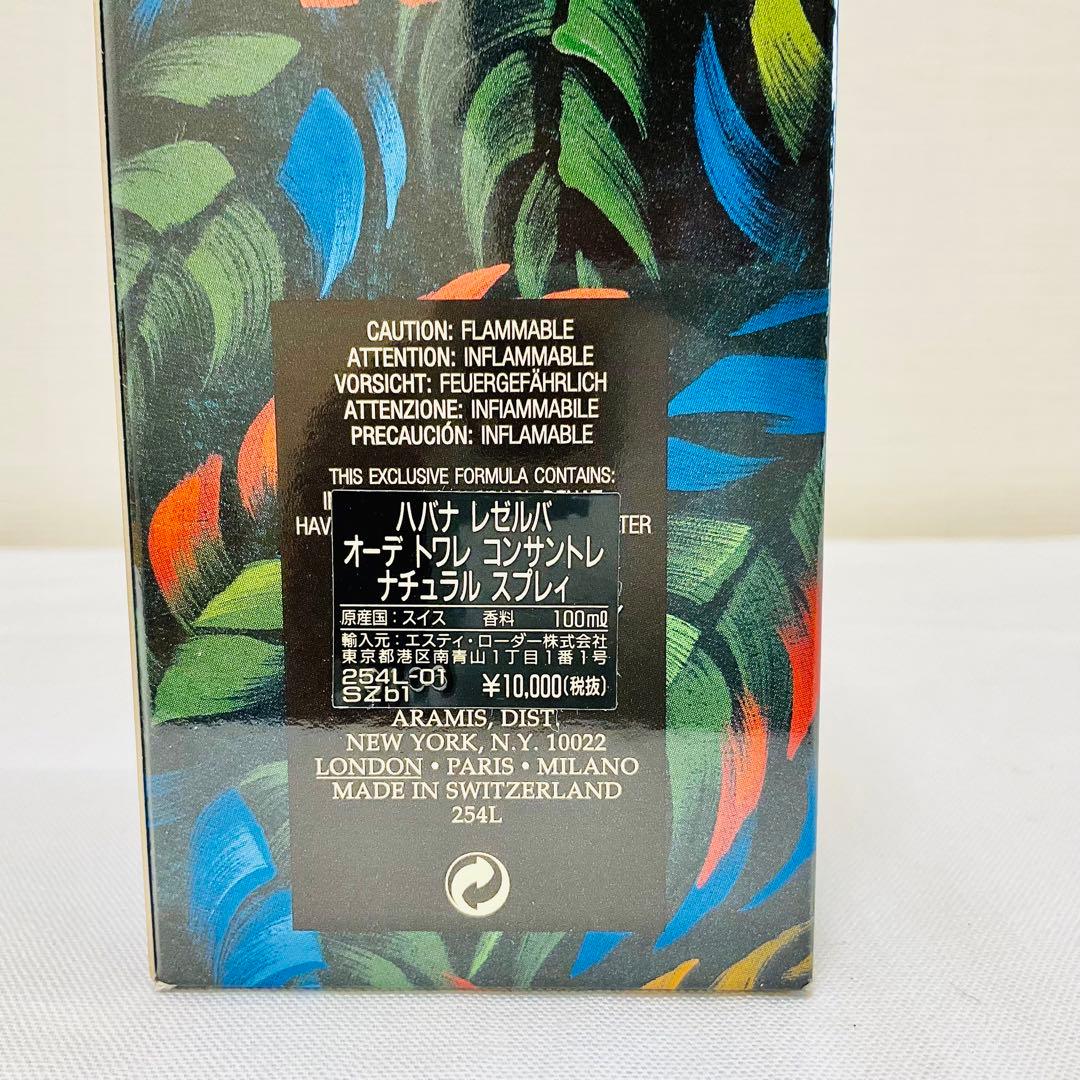 CAUTION: FLAMMABLE
ATTENTION: INFLAMMABLE
VORSICHT: FEUERGEFÄHRLICH
ATTENZIONE: INFIAMMABILE
PRECAUCIÓN: INFLAMABLE
THIS EXCLUSIVE FORMULA CONTAINS:
ハバナ レゼルバ
オーデ トワレ コンサントレ
ナチュラル スプレィ
原産国:スイス 香料 100mℓ
輸入元:エスティ・ローダー株式会社
東京都港区南青山1丁目1番1号
254L-01
SZb1 ¥10,000(税抜)
ARAMIS, DIST.
NEW YORK, N.Y. 10022
LONDON • PARIS • MILANO
MADE IN SWITZERLAND
254L